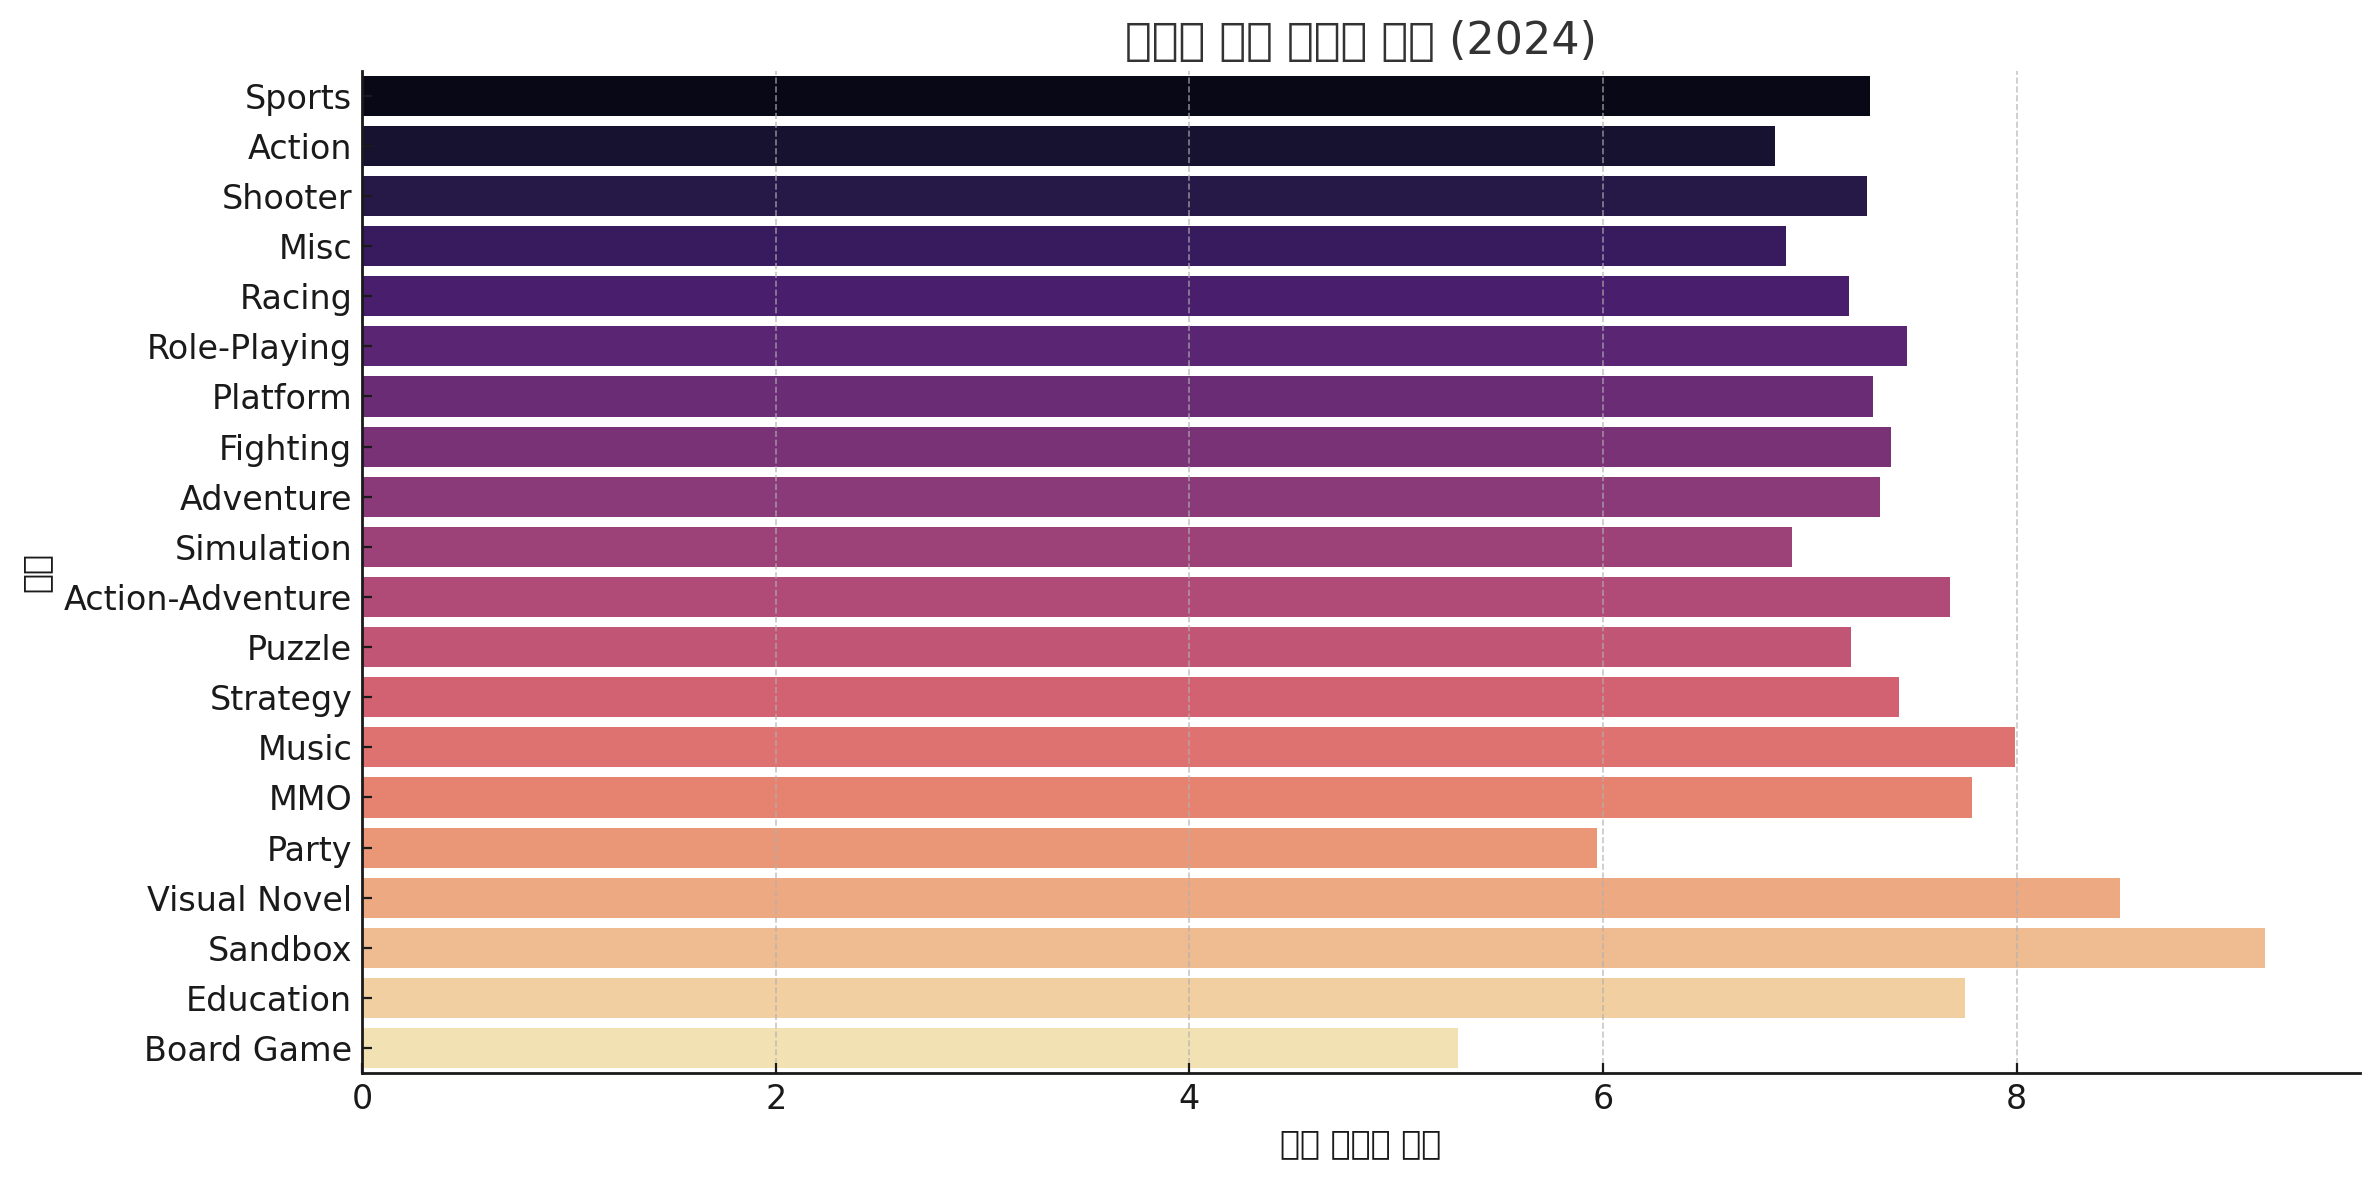 (2024)
Sports
Action
Shooter
Misc
Racing
Role-Playing
Platform
Fighting
Adventure
Simulation
Action-Adventure
Puzzle
Strategy
Music
MMO
Party
Visual Novel
Sandbox
Education
Board Game
0 2 4 6 8